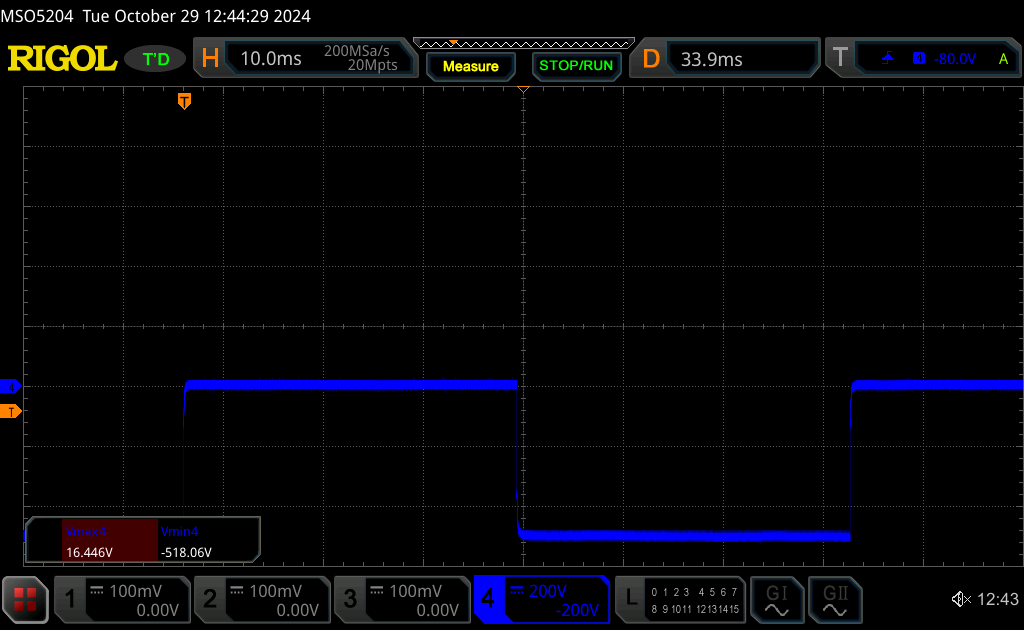 MSO5204 Tue October 29 12:44:29 2024
RIGOL T'D H 10.0ms 200MSa/s 20Mpts Measure STOP/RUN D 33.9ms T 1 -80.0V A
T
4
T
Vmax4 Vmin4
16.446V -518.06V
1 100mV 0.00V 2 100mV 0.00V 3 100mV 0.00V 4 200V -200V L 0 1 2 3 4 5 6 7 8 9 10 11 12 13 14 15 GI GII 12:43